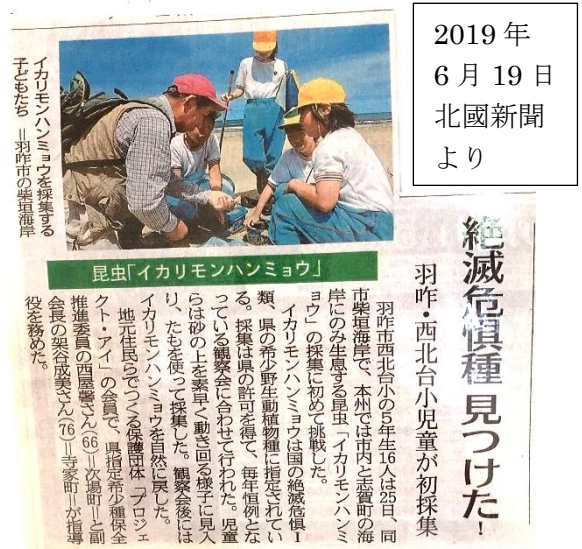 2019年
6月19日
北國新聞
より
絶滅危惧種 見つけた！
羽咋・西北台小児童が初採集
イカリモンハンミョウを採集する
子どもたち ＝羽咋市の柴垣海岸
昆虫「イカリモンハンミョウ」
羽咋市西北台小の５年生16人は25日、同
市柴垣海岸で、本州では市内と志賀町の海
岸にのみ生息する昆虫「イカリモンハンミ
ョウ」の採集に初めて挑戦した。
イカリモンハンミョウは国の絶滅危惧Ⅰ
類、県の希少野生動植物種に指定されてい
る。採集は県の許可を得て、毎年恒例とな
っている観察会に合わせて行われた。児童
らは砂の上を素早く動き回る様子に見入
り、たもを使って採集した。観察会後には
イカリモンハンミョウを自然に戻した。
地元住民らでつくる保護団体「プロジェ
クト・アイ」の会員で、県指定希少種保全
推進委員の西屋馨さん（66）＝次場町＝と副
会長の架谷成美さん（76）＝寺家町＝が指導
役を務めた。